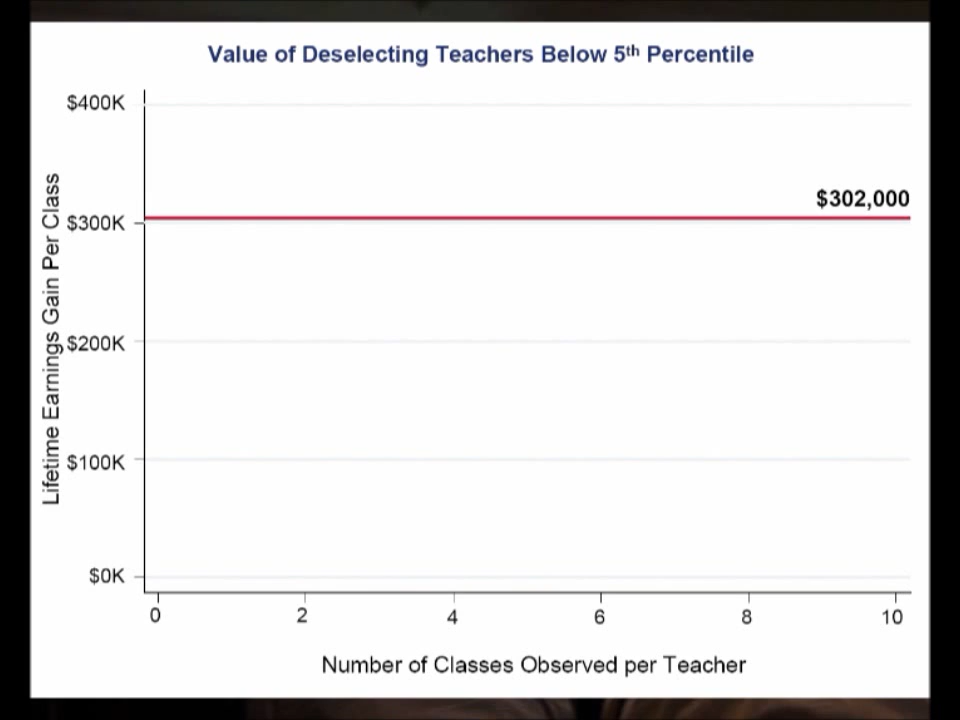 Value of Deselecting Teachers Below 5th Percentile
$400K
$302,000
$300K
$200K
$100K
$0K
Lifetime Earnings Gain Per Class
0 2 4 6 8 10
Number of Classes Observed per Teacher